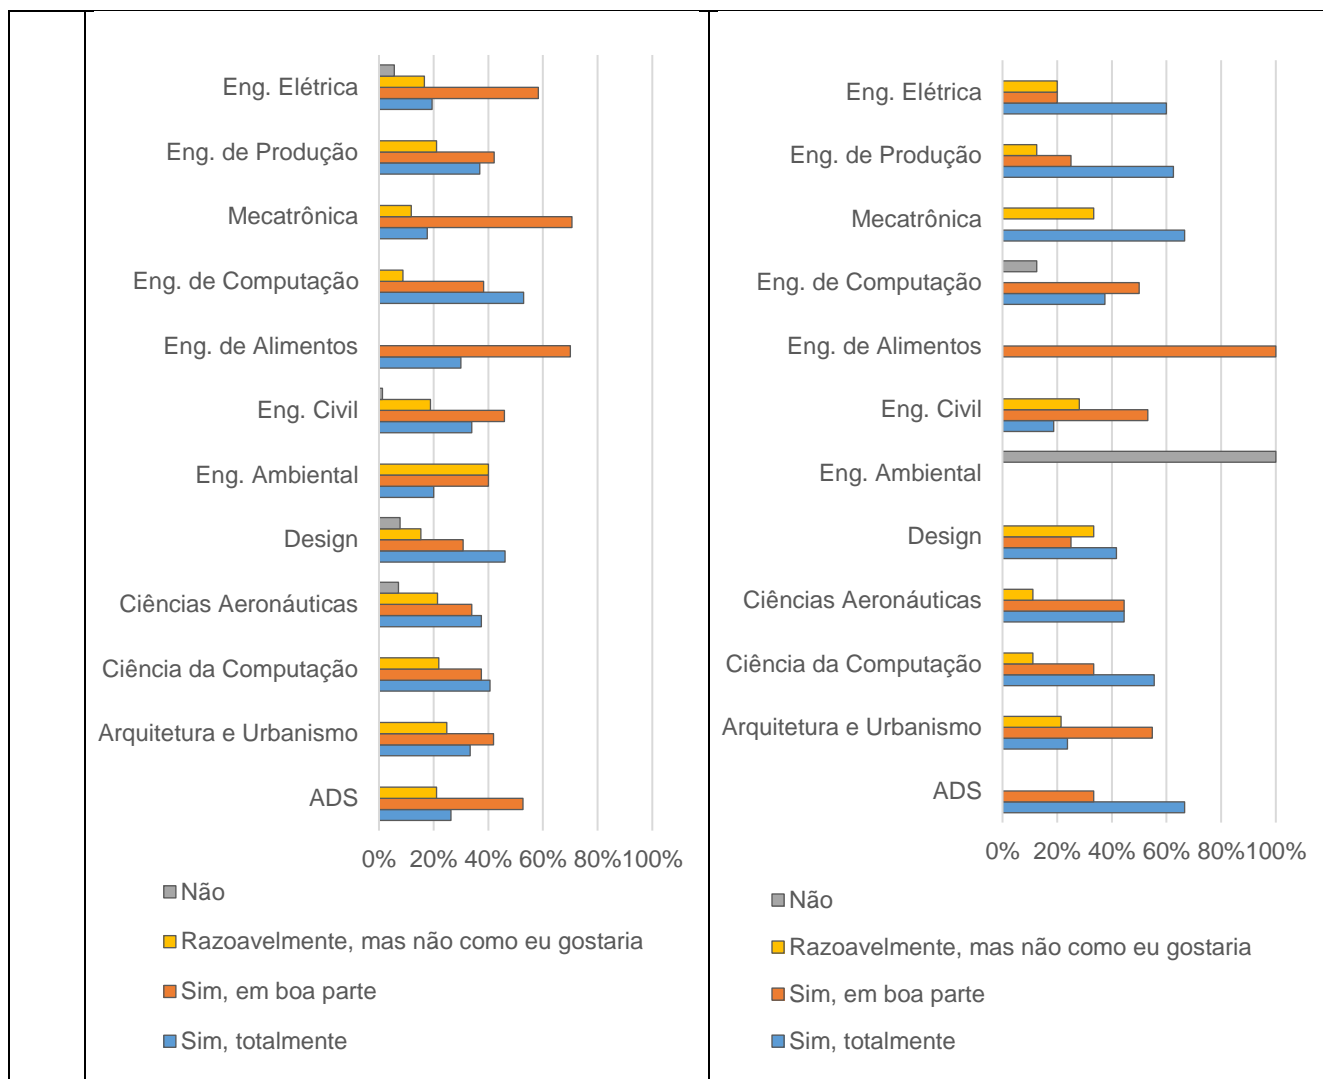 Eng. Elétrica
Eng. de Produção
Mecatrônica
Eng. de Computação
Eng. de Alimentos
Eng. Civil
Eng. Ambiental
Design
Ciências Aeronáuticas
Ciência da Computação
Arquitetura e Urbanismo
ADS
0% 20% 40% 60% 80% 100%
Não
Razoavelmente, mas não como eu gostaria
Sim, em boa parte
Sim, totalmente
Eng. Elétrica
Eng. de Produção
Mecatrônica
Eng. de Computação
Eng. de Alimentos
Eng. Civil
Eng. Ambiental
Design
Ciências Aeronáuticas
Ciência da Computação
Arquitetura e Urbanismo
ADS
0% 20% 40% 60% 80% 100%
Não
Razoavelmente, mas não como eu gostaria
Sim, em boa parte
Sim, totalmente